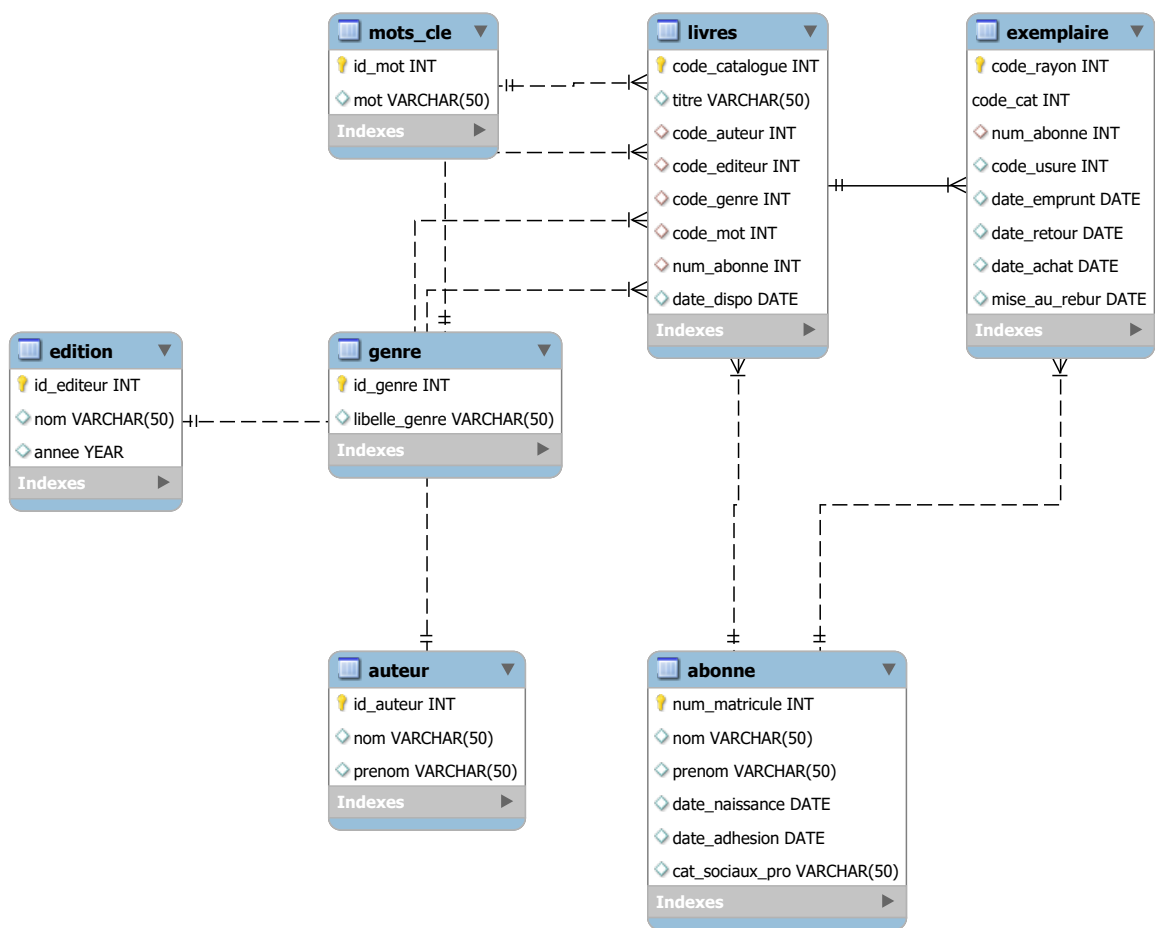 mots_cle
id_mot INT
mot VARCHAR(50)
Indexes
livres
code_catalogue INT
titre VARCHAR(50)
code_auteur INT
code_editeur INT
code_genre INT
code_mot INT
num_abonne INT
date_dispo DATE
Indexes
exemplaire
code_rayon INT
code_cat INT
num_abonne INT
code_usure INT
date_emprunt DATE
date_retour DATE
date_achat DATE
mise_au_rebur DATE
Indexes
edition
id_editeur INT
nom VARCHAR(50)
annee YEAR
Indexes
genre
id_genre INT
libelle_genre VARCHAR(50)
Indexes
auteur
id_auteur INT
nom VARCHAR(50)
prenom VARCHAR(50)
Indexes
abonne
num_matricule INT
nom VARCHAR(50)
prenom VARCHAR(50)
date_naissance DATE
date_adhesion DATE
cat_sociaux_pro VARCHAR(50)
Indexes